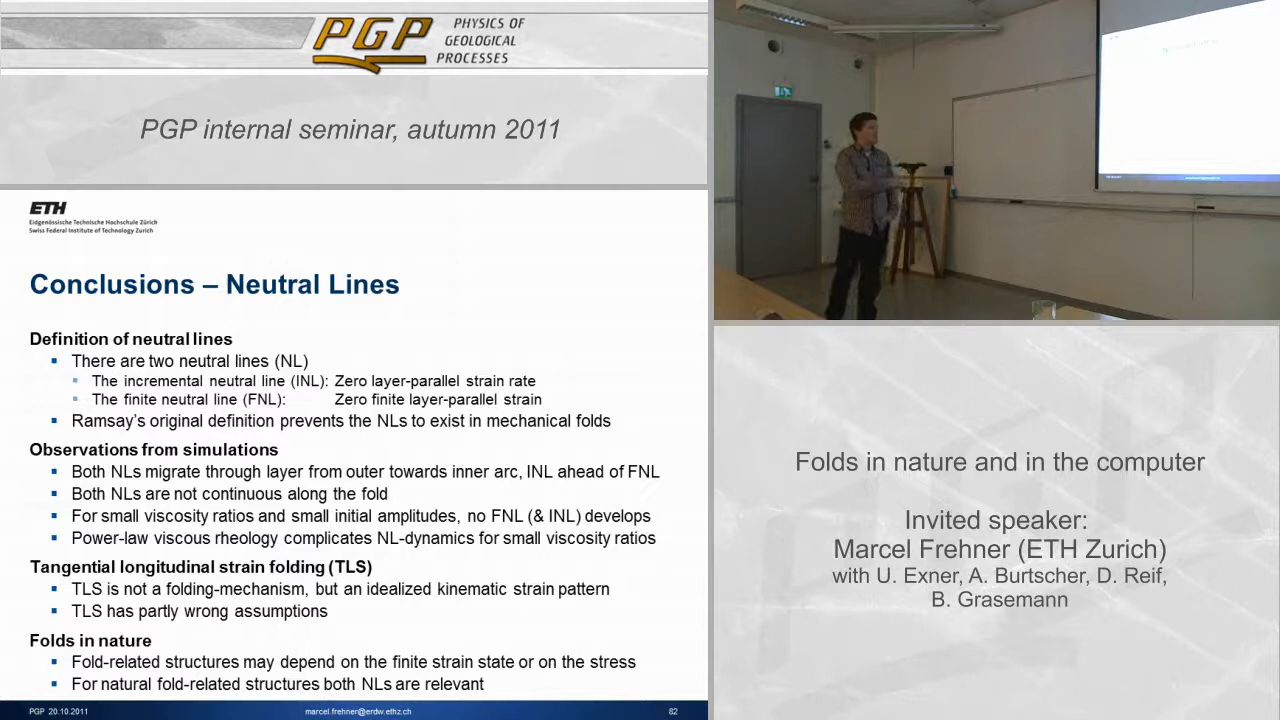 PGP
PHYSICS OF
GEOLOGICAL
PROCESSES
PGP internal seminar, autumn 2011
ETH
Eidgenössische Technische Hochschule Zürich
Swiss Federal Institute of Technology Zurich
Conclusions – Neutral Lines
Definition of neutral lines
There are two neutral lines (NL)
The incremental neutral line (INL): Zero layer-parallel strain rate
The finite neutral line (FNL): Zero finite layer-parallel strain
Ramsay's original definition prevents the NLs to exist in mechanical folds
Observations from simulations
Both NLs migrate through layer from outer towards inner arc, INL ahead of FNL
Both NLs are not continuous along the fold
For small viscosity ratios and small initial amplitudes, no FNL (& INL) develops
Power-law viscous rheology complicates NL-dynamics for small viscosity ratios
Tangential longitudinal strain folding (TLS)
TLS is not a folding-mechanism, but an idealized kinematic strain pattern
TLS has partly wrong assumptions
Folds in nature
Fold-related structures may depend on the finite strain state or on the stress
For natural fold-related structures both NLs are relevant
PGP 20.10.2011 marcel.frehner@erdw.ethz.ch 82
Folds in nature and in the computer
Invited speaker:
Marcel Frehner (ETH Zurich)
with U. Exner, A. Burtscher, D. Reif,
B. Grasemann